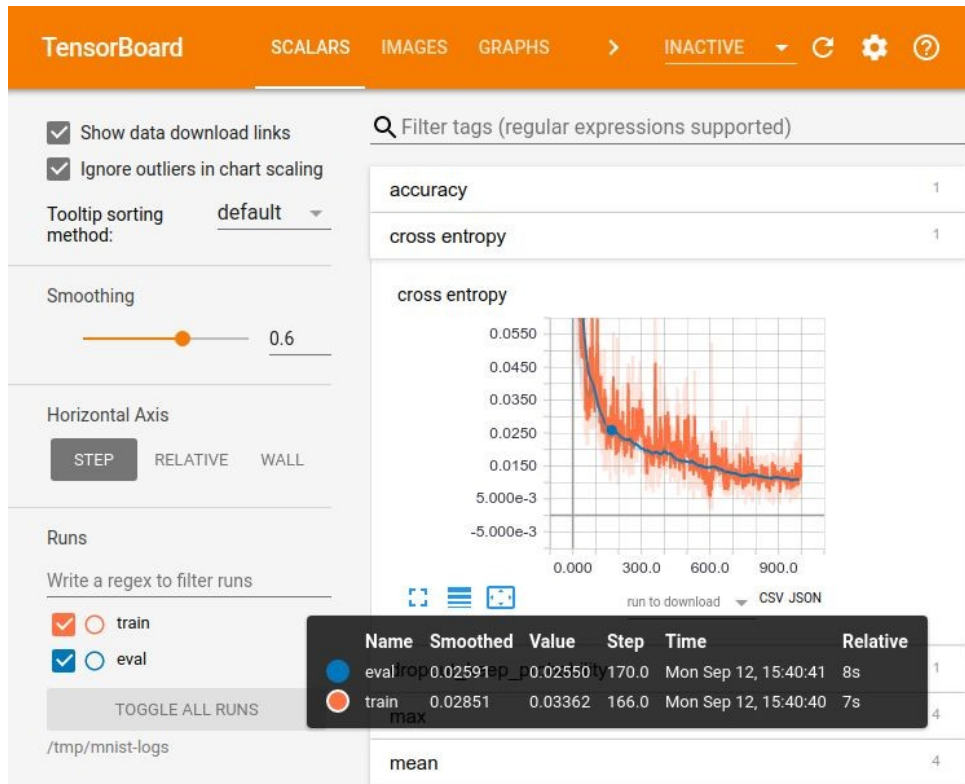 TensorBoard SCALARS IMAGES GRAPHS INACTIVE
Show data download links
Ignore outliers in chart scaling
Tooltip sorting method: default
Smoothing
0.6
Horizontal Axis
STEP RELATIVE WALL
Runs
Write a regex to filter runs
train
eval
TOGGLE ALL RUNS
/tmp/mnist-logs
Filter tags (regular expressions supported)
accuracy 1
cross entropy 1
cross entropy
0.0550
0.0450
0.0350
0.0250
0.0150
5.000e-3
-5.000e-3
0.000 300.0 600.0 900.0
run to download CSV JSON
Name Smoothed Value Step Time Relative
eval 0.02591 0.02550 170.0 Mon Sep 12, 15:40:41 8s
train 0.02851 0.03362 166.0 Mon Sep 12, 15:40:40 7s
1
max 4
mean 4